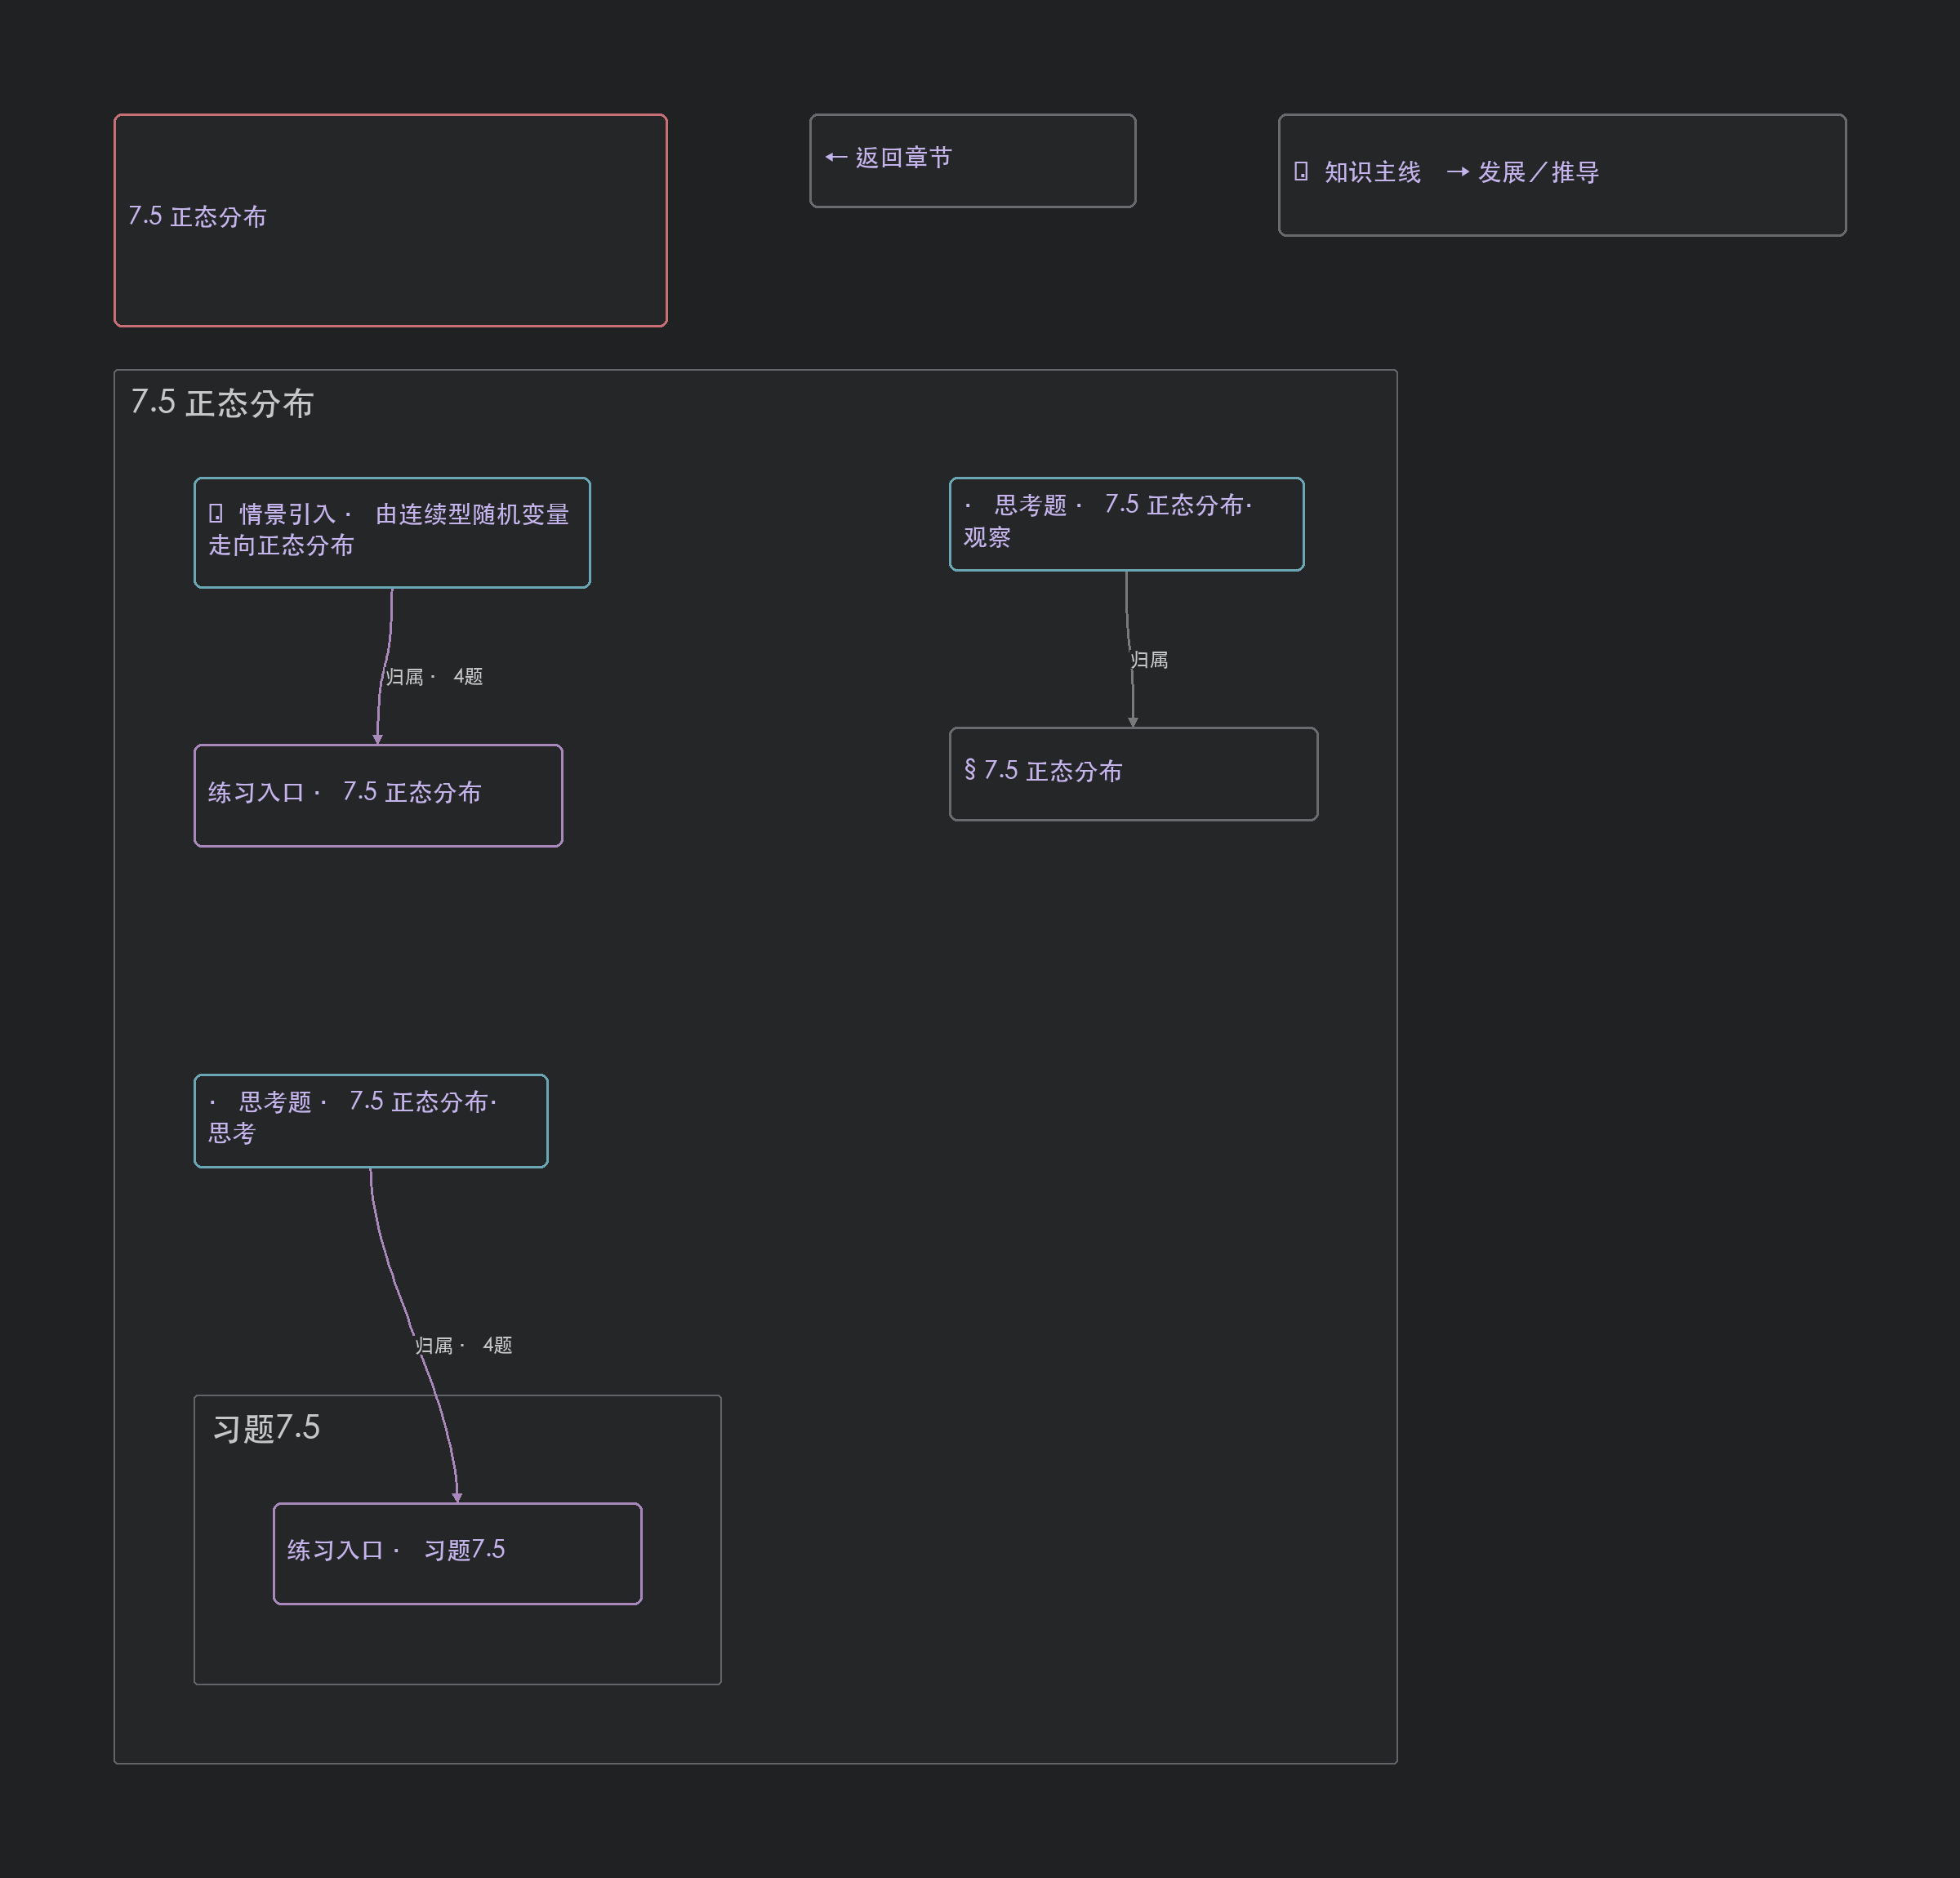 7.5 正态分布
← 返回章节
知识主线 → 发展／推导
7.5 正态分布
情景引入 · 由连续型随机变量
走向正态分布
· 思考题 · 7.5 正态分布·
观察
归属 · 4题
归属
练习入口 · 7.5 正态分布
§ 7.5 正态分布
· 思考题 · 7.5 正态分布·
思考
归属 · 4题
习题7.5
练习入口 · 习题7.5